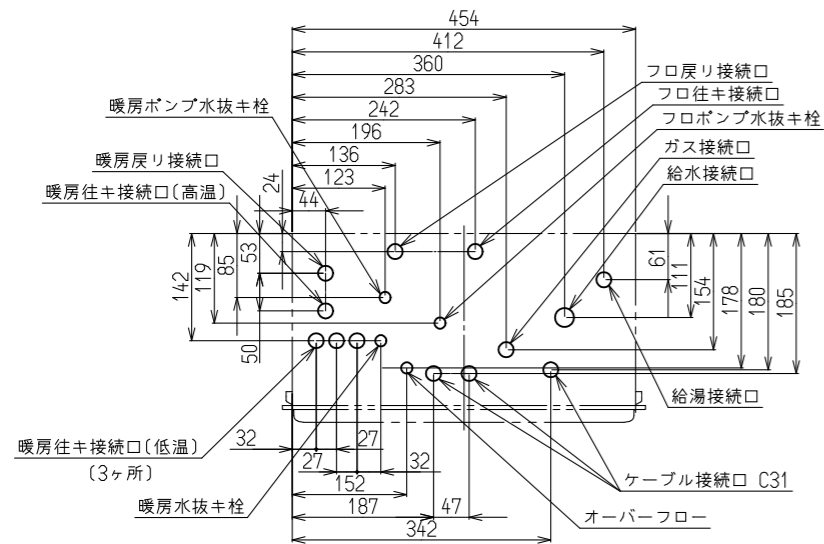 454
412
360
283
242
196
136
123
44
24
フロ戻リ接続口
フロ往キ接続口
フロポンプ水抜キ栓
ガス接続口
給水接続口
暖房ポンプ水抜キ栓
暖房戻リ接続口
暖房往キ接続口(高温)
142
119
85
53
50
61
111
154
178
180
185
給湯接続口
暖房往キ接続口(低温)
(3ヶ所)
32
27
27
32
152
187
47
342
暖房水抜キ栓
ケーブル接続口 C31
オーバーフロー